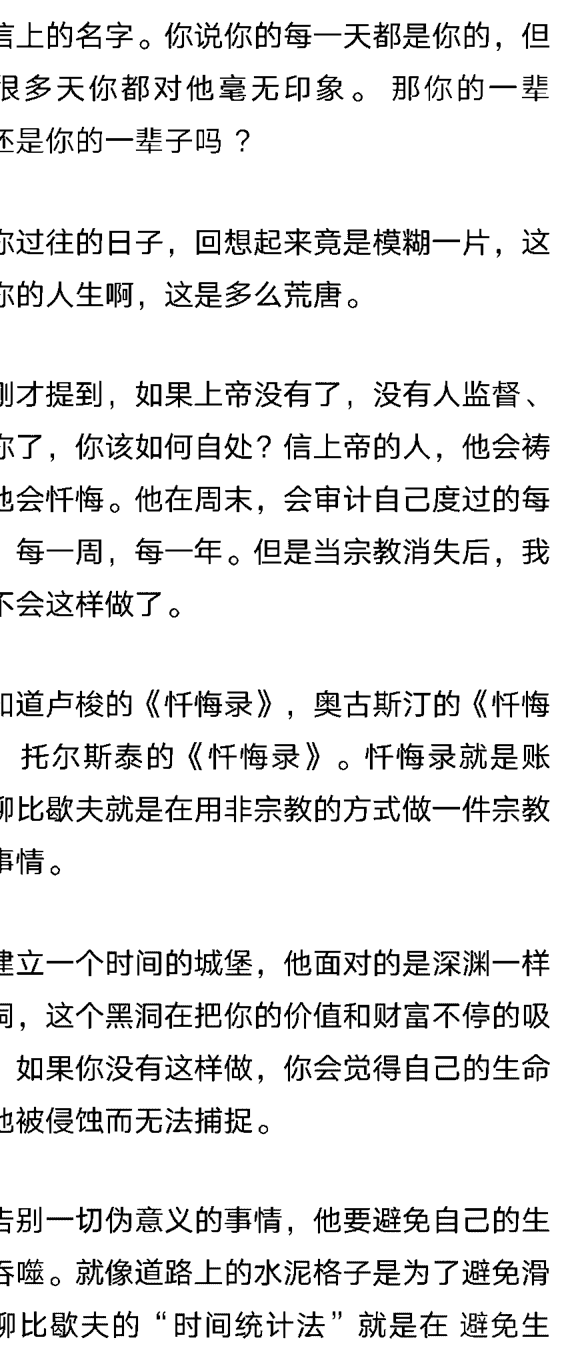 信上的名字。你说你的每一天都是你的，但
很多天你都对他毫无印象。 那你的一辈
还是你的一辈子吗 ？
你过往的日子，回想起来竟是模糊一片，这
你的人生啊，这是多么荒唐。
刚才提到，如果上帝没有了，没有人监督、
你了，你该如何自处？信上帝的人，他会祷
他会忏悔。他在周末，会审计自己度过的每
，每一周，每一年。但是当宗教消失后，我
不会这样做了。
知道卢梭的《忏悔录》，奥古斯汀的《忏悔
托尔斯泰的《忏悔录》。忏悔录就是账
柳比歇夫就是在用非宗教的方式做一件宗教
事情。
建立一个时间的城堡，他面对的是深渊一样
洞，这个黑洞在把你的价值和财富不停的吸
如果你没有这样做，你会觉得自己的生命
地被侵蚀而无法捕捉。
告别一切伪意义的事情，他要避免自己的生
吞噬。就像道路上的水泥格子是为了避免滑
柳比歇夫的“时间统计法”就是在 避免生